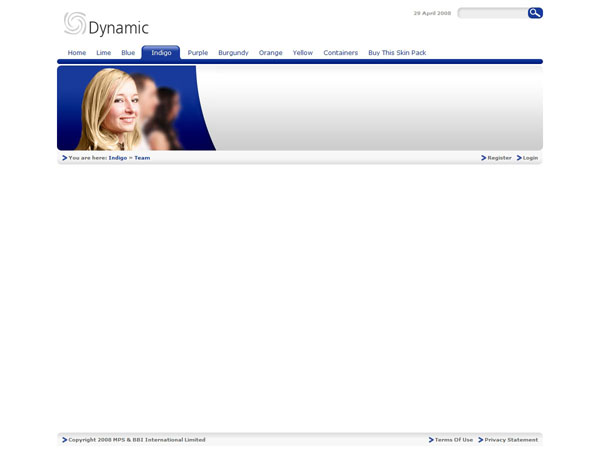 29 April 2008
Dynamic
Home Lime Blue Indigo Purple Burgundy Orange Yellow Containers Buy This Skin Pack
You are here: Indigo » Team Register Login
Copyright 2008 MPS & BBI International Limited Terms Of Use Privacy Statement